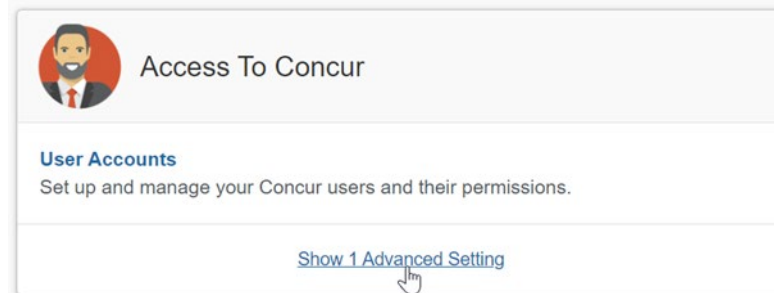 Access To Concur
User Accounts
Set up and manage your Concur users and their permissions.
Show 1 Advanced Setting